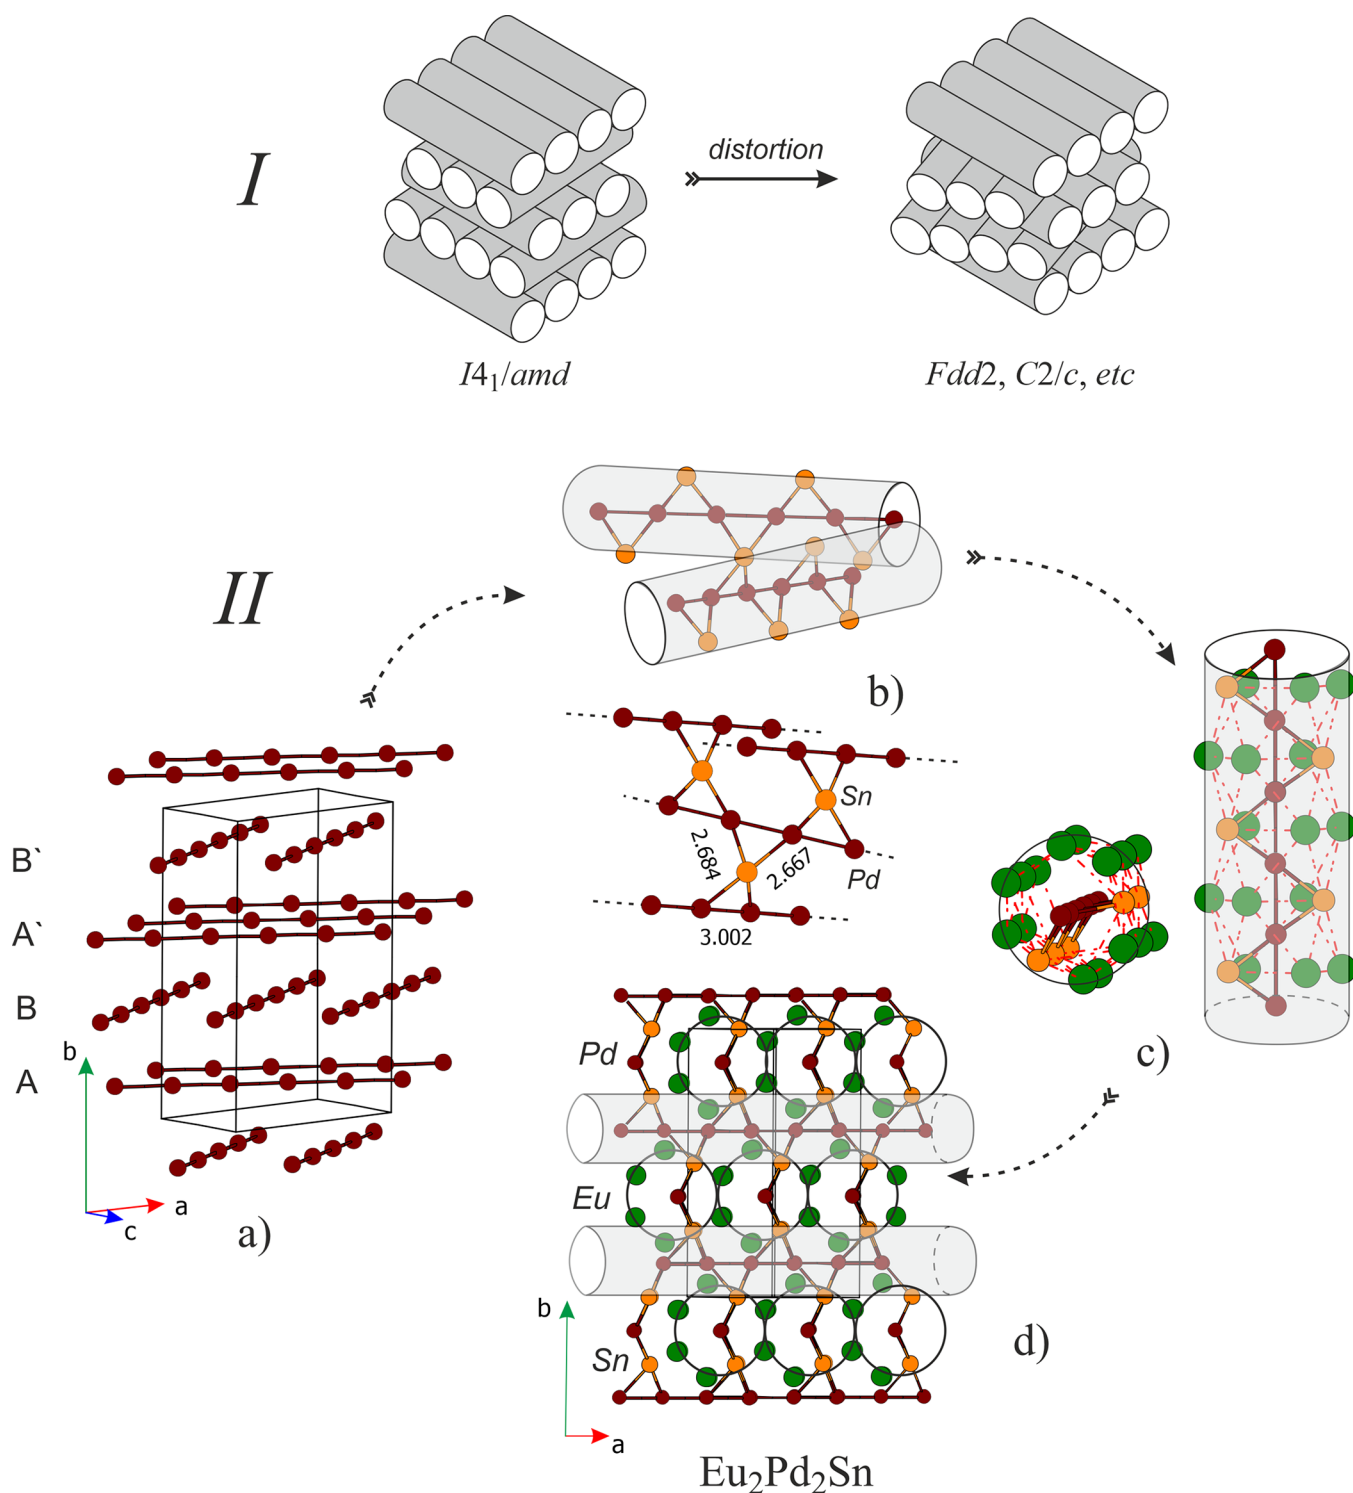 I
distortion
I4₁/amd
Fdd2, C2/c, etc
II
b)
Sn
2.684
2.667
Pd
3.002
B`
A`
B
A
b
a
c
a)
c)
Pd
Eu
Sn
b
a
d)
Eu₂Pd₂Sn